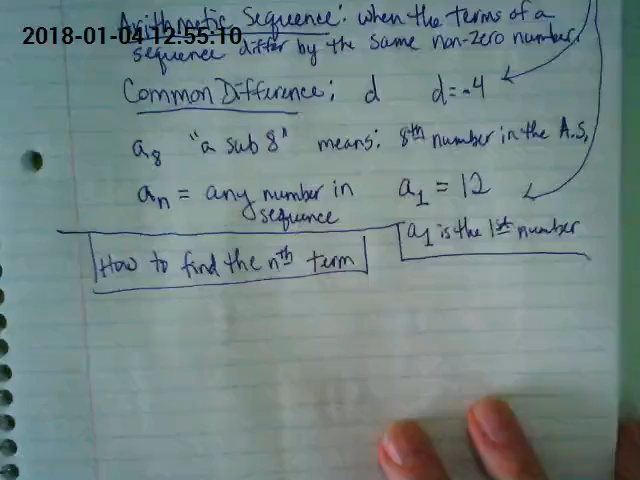 Arithmetic Sequence: when the terms of a
2018-01-04 12:55:10
sequence differ by the same non-zero number.
Common Difference: d d=-4
a₈ "a sub 8" means: 8th number in the A.S.
aₙ = any number in a₁ = 12
sequence
a₁ is the 1st number
How to find the nth term